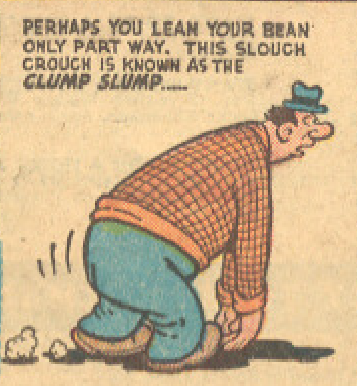 PERHAPS YOU LEAN YOUR BEAN
ONLY PART WAY. THIS SLOUCH
CROUCH IS KNOWN AS THE
CLUMP SLUMP.....